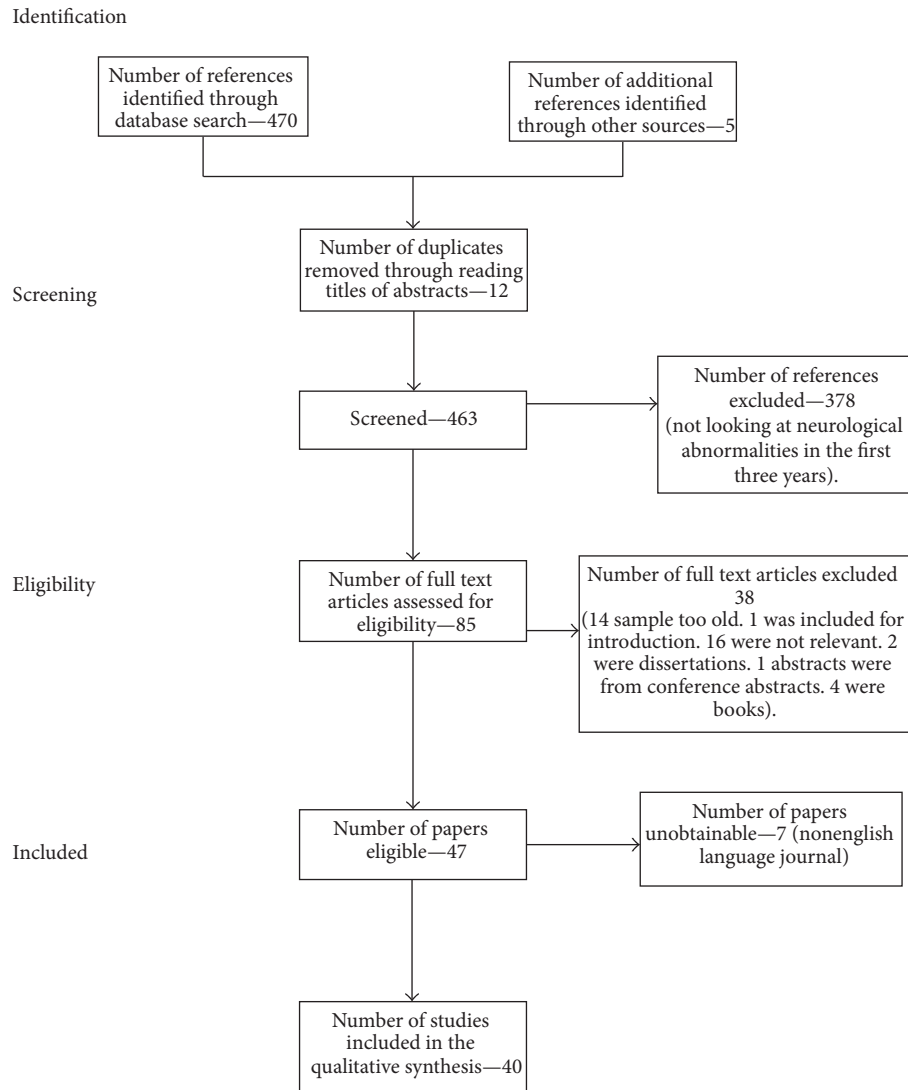 Identification
Number of references
identified through
database search—470
Number of additional
references identified
through other sources—5
Number of duplicates
removed through reading
titles of abstracts—12
Screening
Number of references
excluded—378
(not looking at neurological
abnormalities in the first
three years).
Screened—463
Eligibility
Number of full text
articles assessed for
eligibility—85
Number of full text articles excluded
38
(14 sample too old. 1 was included for
introduction. 16 were not relevant. 2
were dissertations. 1 abstracts were
from conference abstracts. 4 were
books).
Included
Number of papers
eligible—47
Number of papers
unobtainable—7 (nonenglish
language journal)
Number of studies
included in the
qualitative synthesis—40